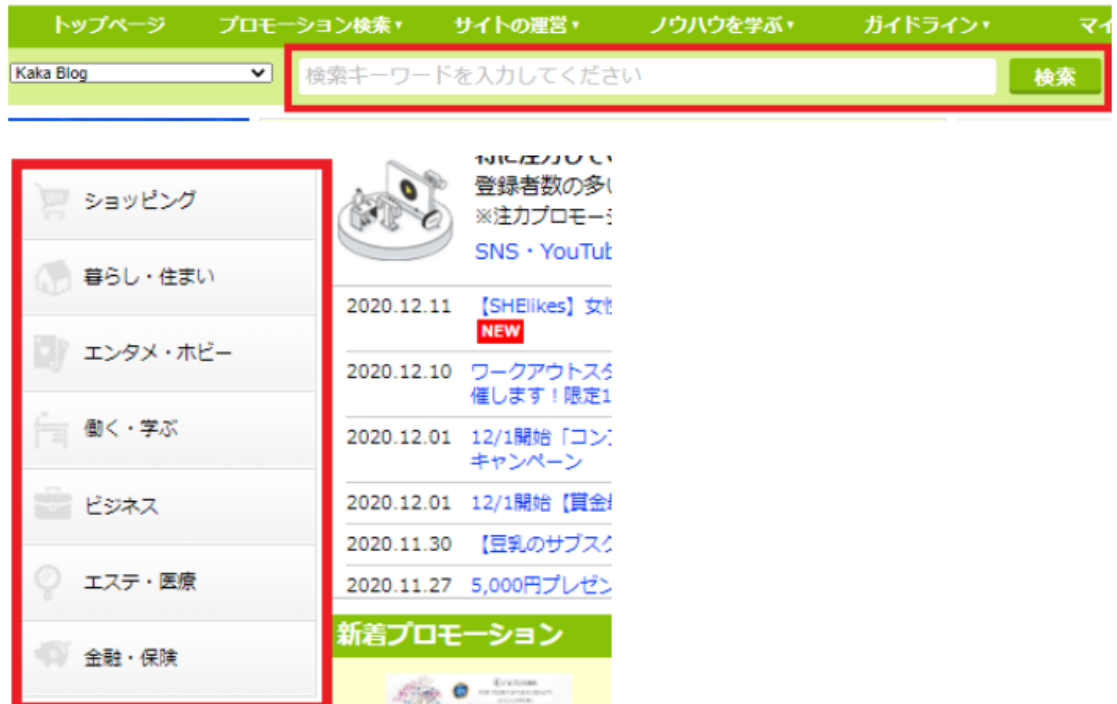 トップページ プロモーション検索▼ サイトの運営▼ ノウハウを学ぶ▼ ガイドライン▼ マイ
Kaka Blog 検索キーワードを入力してください 検索
ショッピング
暮らし・住まい
エンタメ・ホビー
働く・学ぶ
ビジネス
エステ・医療
金融・保険
登録者数の多い
※注力プロモーシ
SNS・YouTub
2020.12.11 【SHElikes】女性
NEW
2020.12.10 ワークアウトスタ
催します！限定1
2020.12.01 12/1開始「コン
キャンペーン
2020.12.01 12/1開始【賞金
2020.11.30 【豆乳のサブスク
2020.11.27 5,000円プレゼン
新着プロモーション